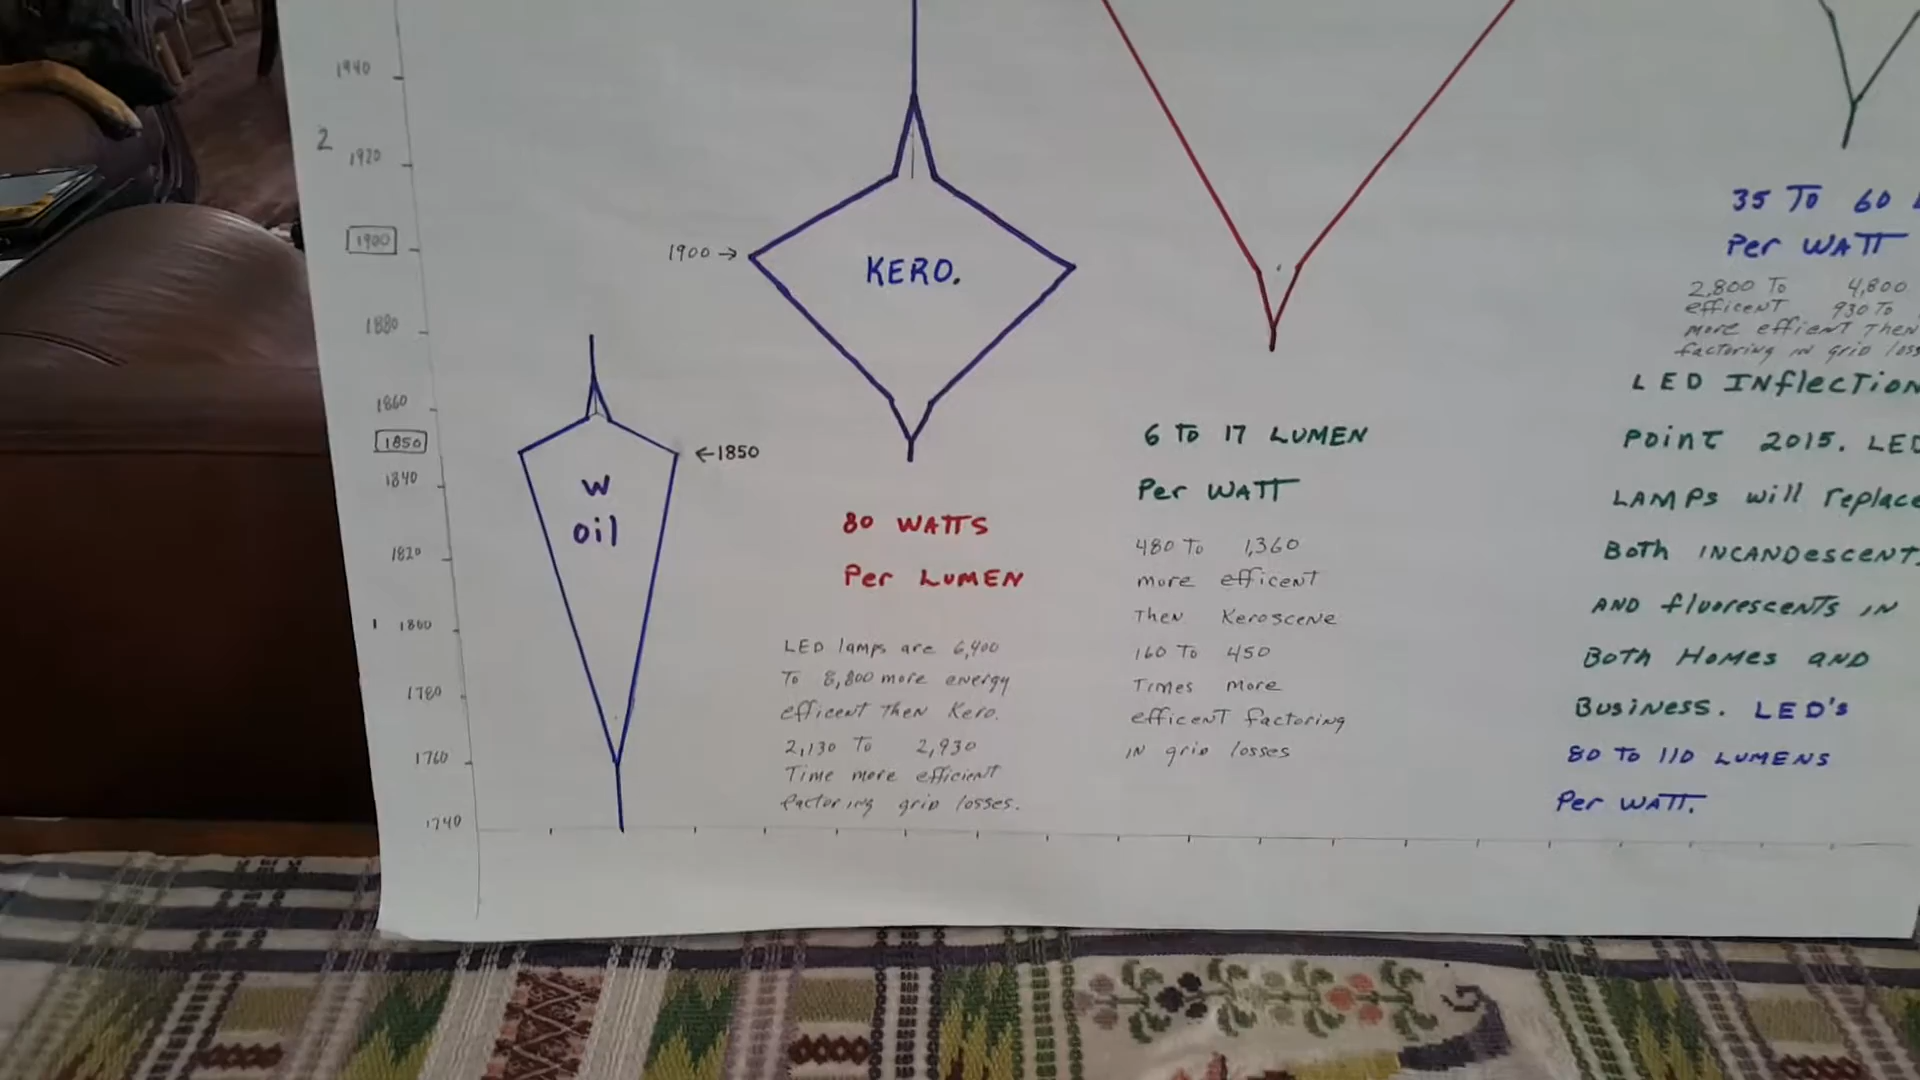 1940
2
1920
1900
1880
1860
1850
1840
1820
1 1800
1780
1760
1740
W
oil
←1850
1900→
KERO.
80 WATTS
Per LUMEN
LED lamps are 6,400
To 8,800 more energy
efficent Then Kero.
2,130 To 2,930
Time more efficient
factoring grid losses.
6 To 17 LUMEN
Per WATT
480 To 1,360
more efficent
Then Keroscene
160 To 450
Times more
efficent factoring
IN grid losses
35 To 60
Per WATT
2,800 To 4,800
efficent 930 To
more effient Then
factoring in grid loss
LED INflection
Point 2015. LED
LAMPs will replace
Both INCANDescent
AND fluorescents IN
Both Homes AND
Business. LED's
80 To 110 LUMENS
Per WATT.